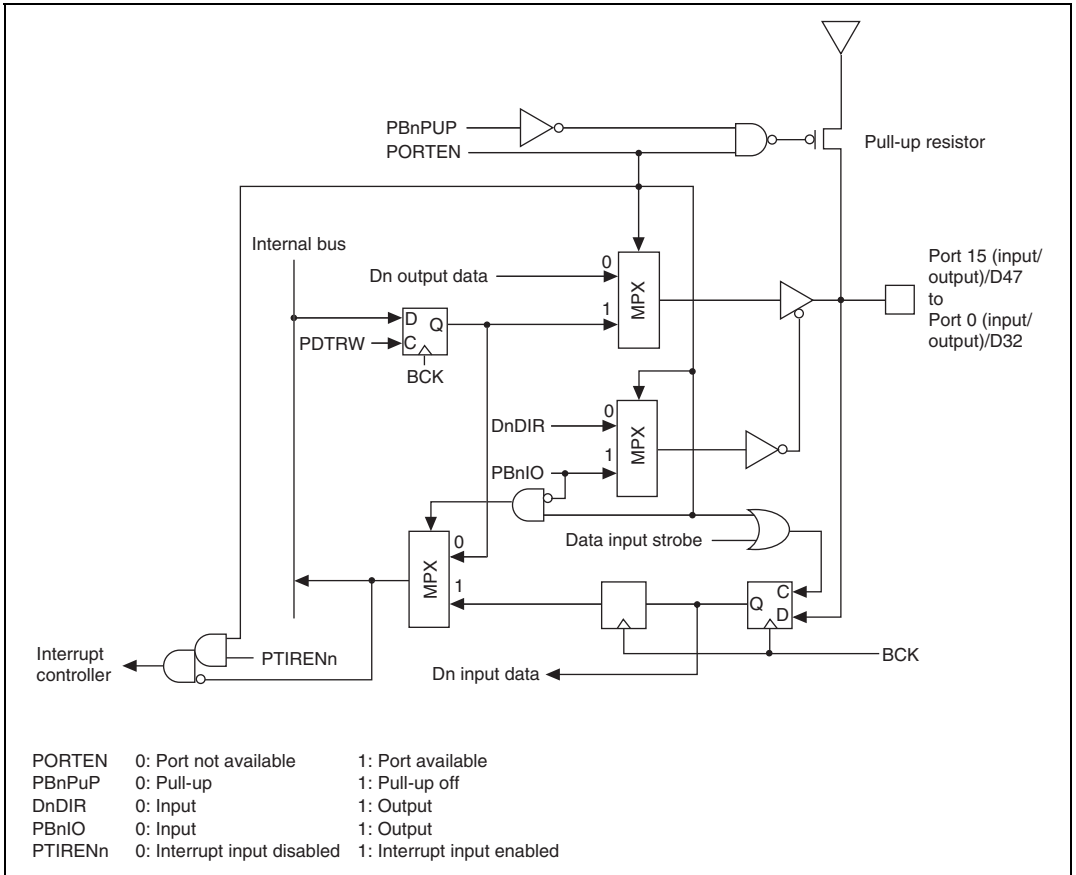 PBnPUP
PORTEN
Pull-up resistor
Internal bus
Dn output data
0
1
MPX
Port 15 (input/
output)/D47
to
Port 0 (input/
output)/D32
D
Q
PDTRW
C
BCK
DnDIR
0
1
MPX
PBnIO
Data input strobe
MPX
0
1
Q
C
D
BCK
Interrupt
controller
PTIRENn
Dn input data
PORTEN 0: Port not available 1: Port available
PBnPuP 0: Pull-up 1: Pull-up off
DnDIR 0: Input 1: Output
PBnIO 0: Input 1: Output
PTIRENn 0: Interrupt input disabled 1: Interrupt input enabled